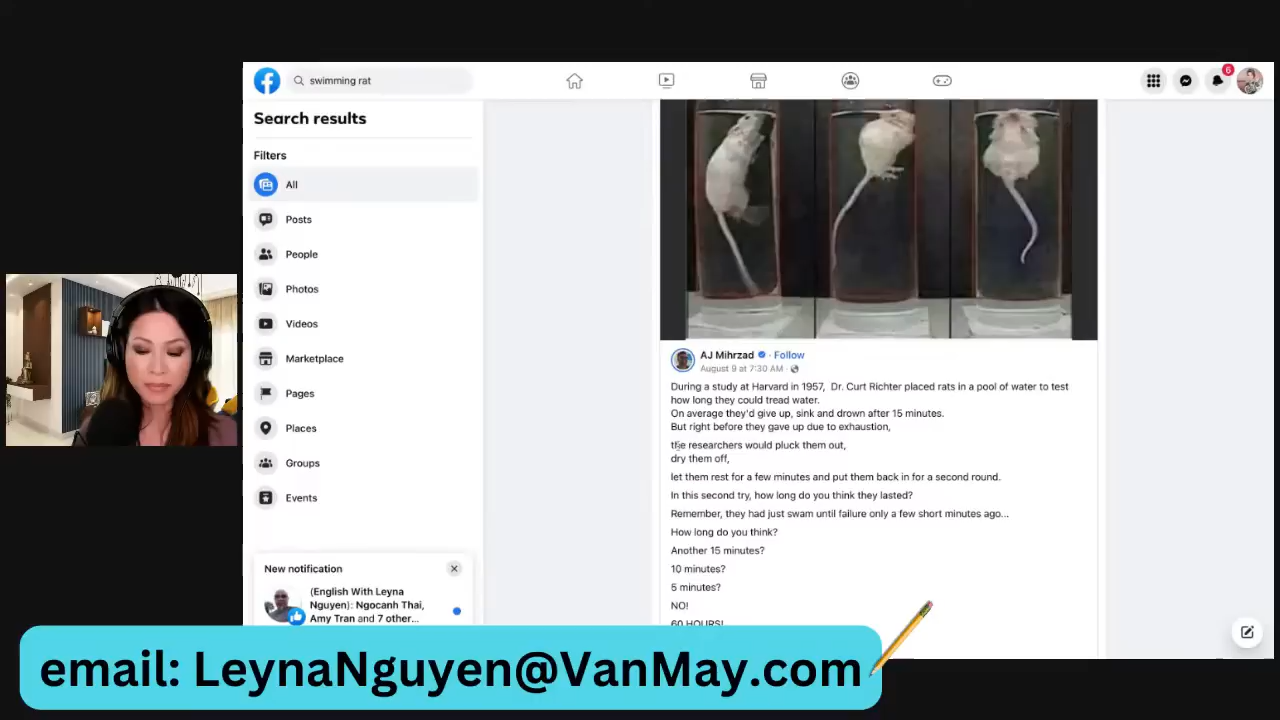 swimming rat
6
Search results
Filters
All
Posts
People
Photos
Videos
Marketplace
Pages
Places
Groups
Events
New notification
(English With Leyna
Nguyen): Ngocanh Thai,
Amy Tran and 7 other...
AJ Mihrzad · Follow
August 9 at 7:30 AM ·
During a study at Harvard in 1957, Dr. Curt Richter placed rats in a pool of water to test
how long they could tread water.
On average they'd give up, sink and drown after 15 minutes.
But right before they gave up due to exhaustion,
the researchers would pluck them out,
dry them off,
let them rest for a few minutes and put them back in for a second round.
In this second try, how long do you think they lasted?
Remember, they had just swam until failure only a few short minutes ago...
How long do you think?
Another 15 minutes?
10 minutes?
5 minutes?
NO!
60 HOURS!
email: LeynaNguyen@VanMay.com